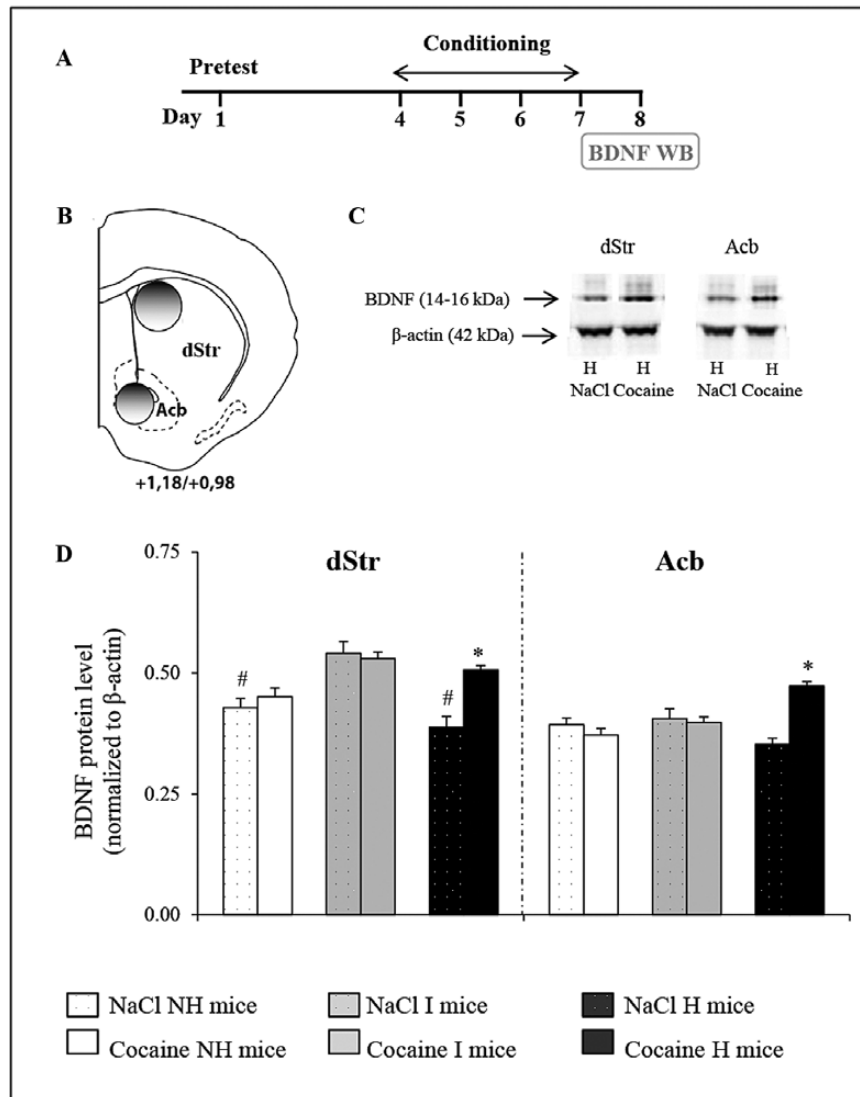 A
Conditioning
Pretest
Day 1 4 5 6 7 8
BDNF WB
B
dStr
Acb
+1,18/+0,98
C
dStr Acb
BDNF (14-16 kDa)
β-actin (42 kDa)
H H H H
NaCl Cocaine NaCl Cocaine
D
dStr Acb
BDNF protein level
(normalized to β-actin)
0.75
0.50
0.25
0.00
# # * *
NaCl NH mice NaCl I mice NaCl H mice
Cocaine NH mice Cocaine I mice Cocaine H mice